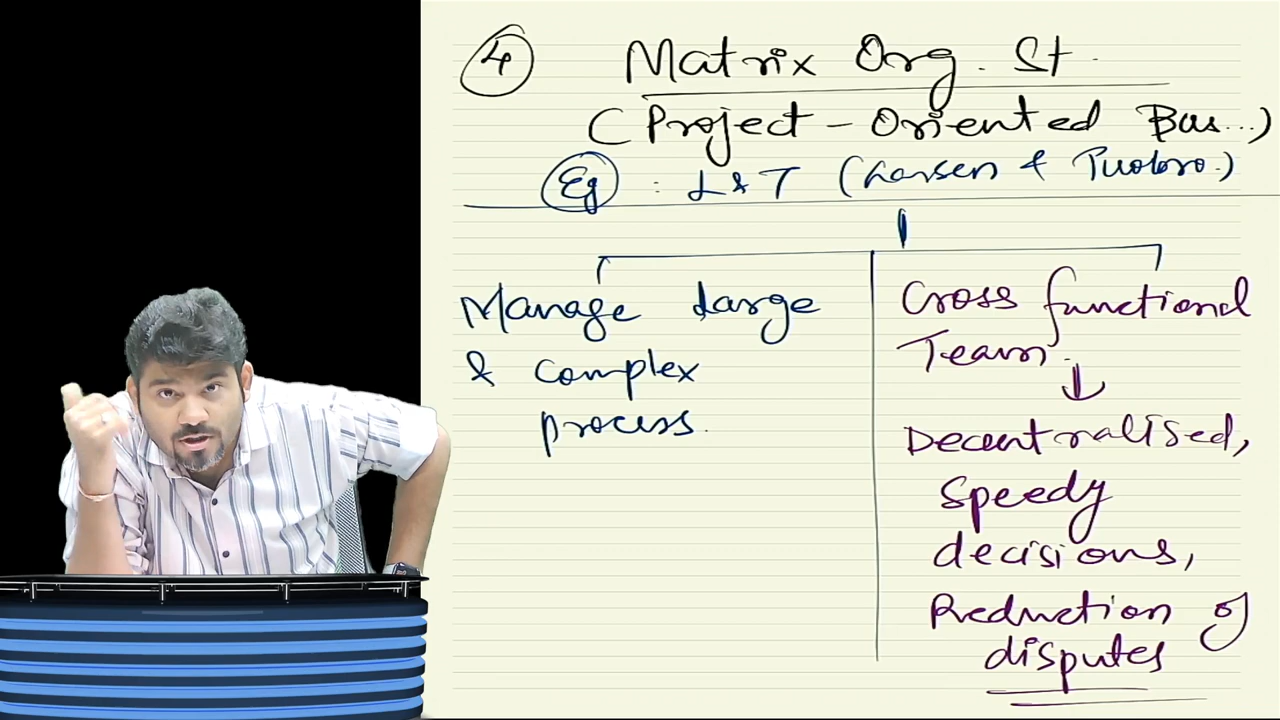 4 Matrix Org. St.
(Project - Oriented Bus...)
Eg : L & T (Larsen & Tuobro.)
Manage Large
& complex
process.
Cross functional
Team.
Decentralised,
Speedy
decisions,
Reduction of
disputes